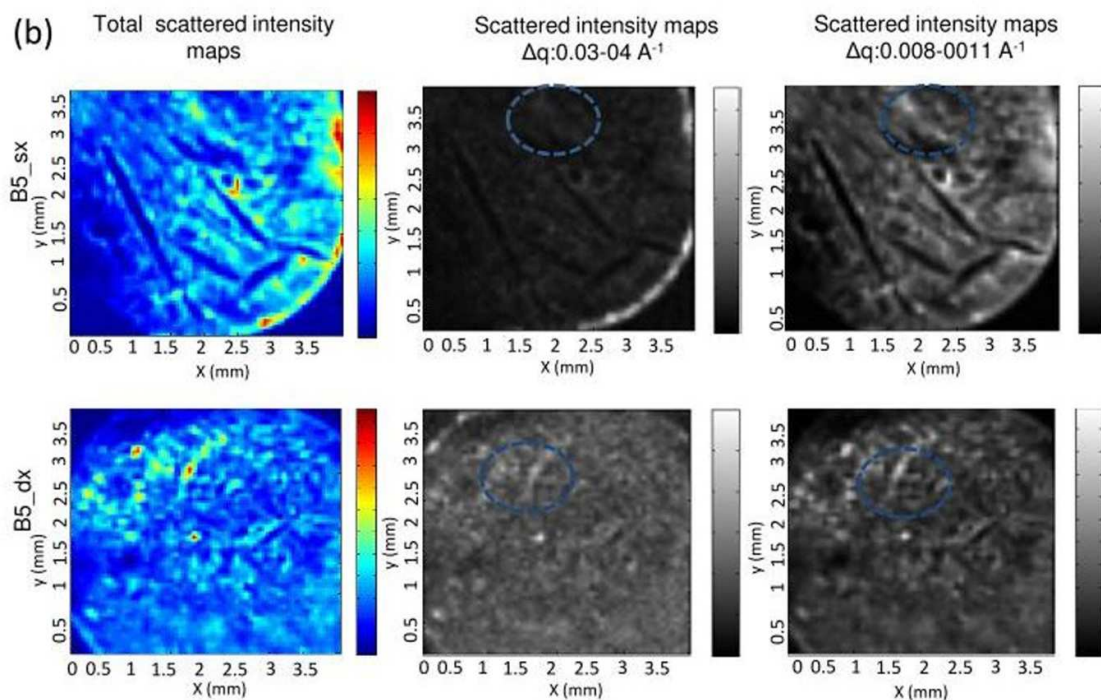 (b)
Total scattered intensity
maps
Scattered intensity maps
Δq:0.03-04 A⁻¹
Scattered intensity maps
Δq:0.008-0011 A⁻¹
B5_sx
y (mm)
0.5 1 1.5 2 2.5 3 3.5
0 0.5 1 1.5 2 2.5 3 3.5
X (mm)
y (mm)
0.5 1 1.5 2 2.5 3 3.5
0 0.5 1 1.5 2 2.5 3 3.5
X (mm)
y (mm)
0.5 1 1.5 2 2.5 3 3.5
0 0.5 1 1.5 2 2.5 3 3.5
X (mm)
B5_dx
y (mm)
0.5 1 1.5 2 2.5 3 3.5
0 0.5 1 1.5 2 2.5 3 3.5
X (mm)
y (mm)
0.5 1 1.5 2 2.5 3 3.5
0 0.5 1 1.5 2 2.5 3 3.5
X (mm)
y (mm)
0.5 1 1.5 2 2.5 3 3.5
0 0.5 1 1.5 2 2.5 3 3.5
X (mm)